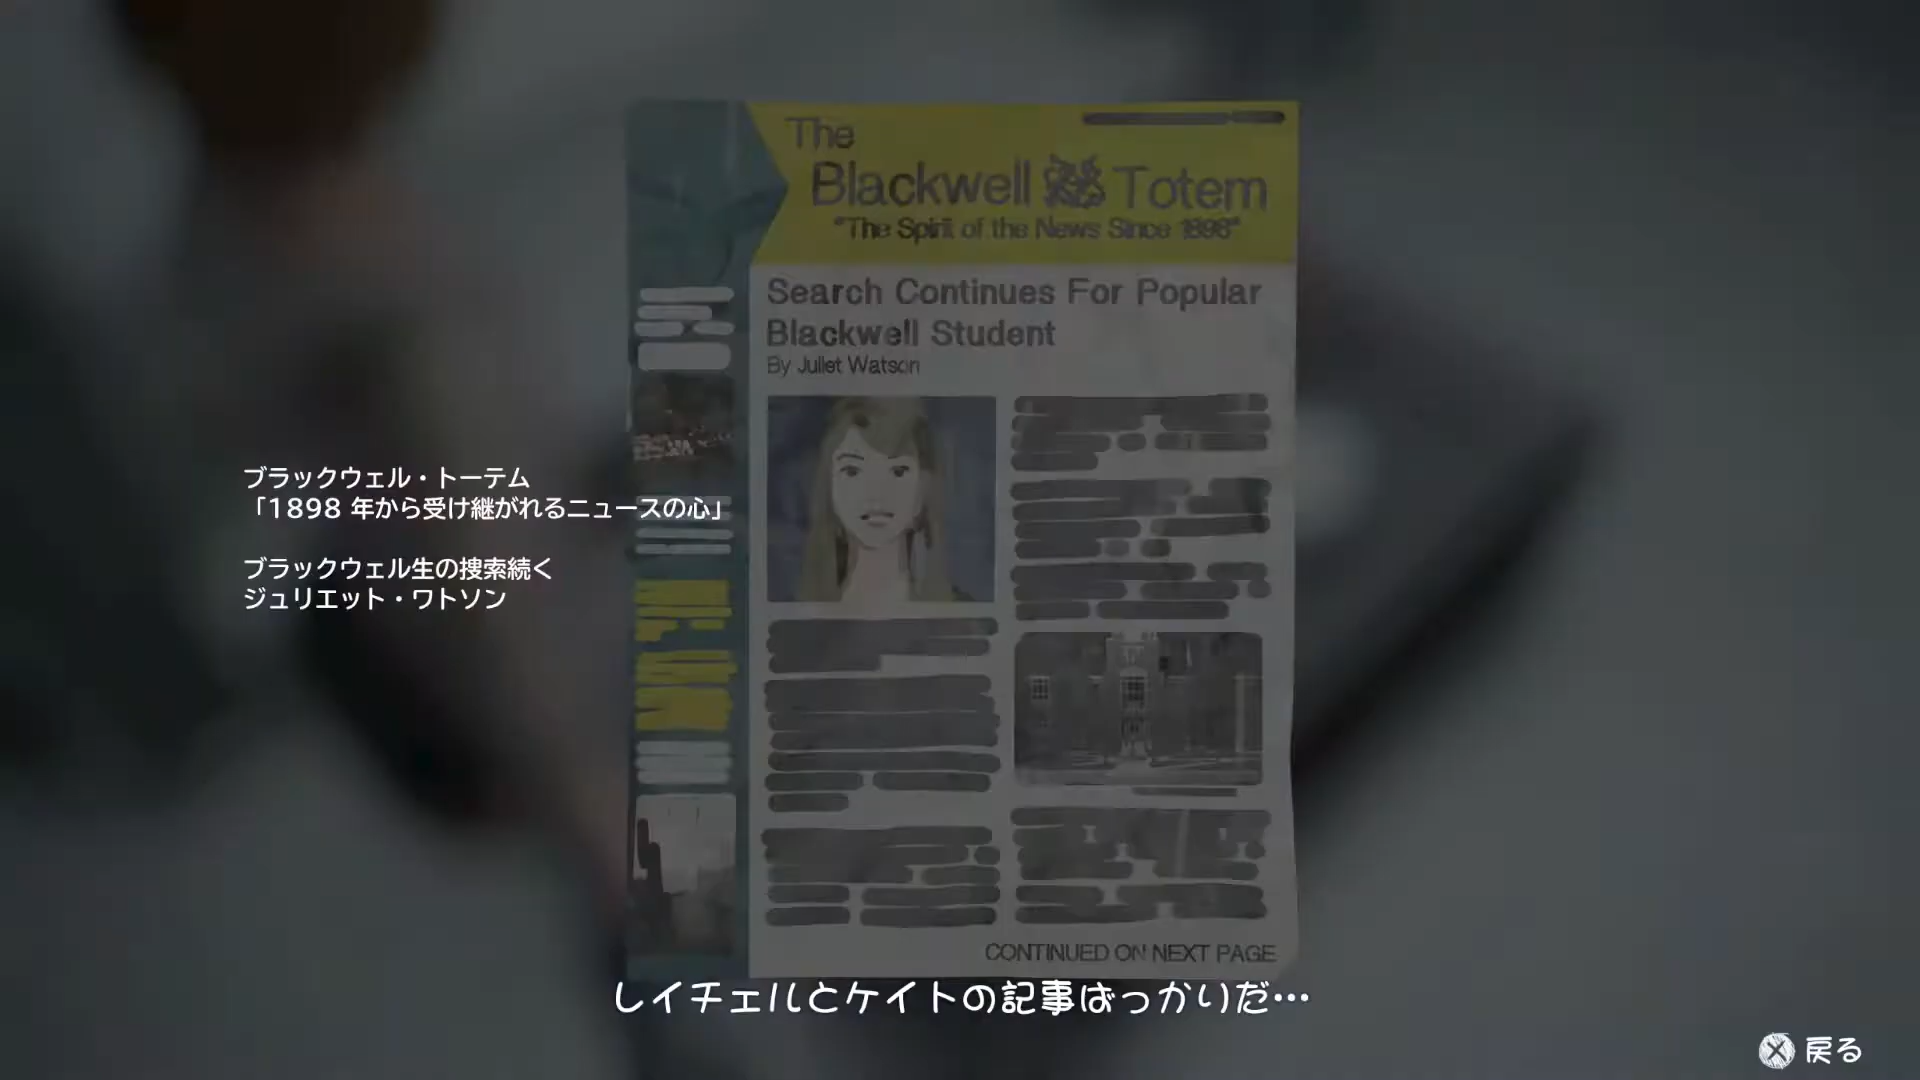 The
Blackwell Totem
"The Spirit of the News Since 1898"
Search Continues For Popular
Blackwell Student
By Juliet Watson
ブラックウェル・トーテム
「1898 年から受け継がれるニュースの心」
ブラックウェル生の捜索続く
ジュリエット・ワトソン
CONTINUED ON NEXT PAGE
レイチェルとケイトの記事ばっかりだ…
戻る